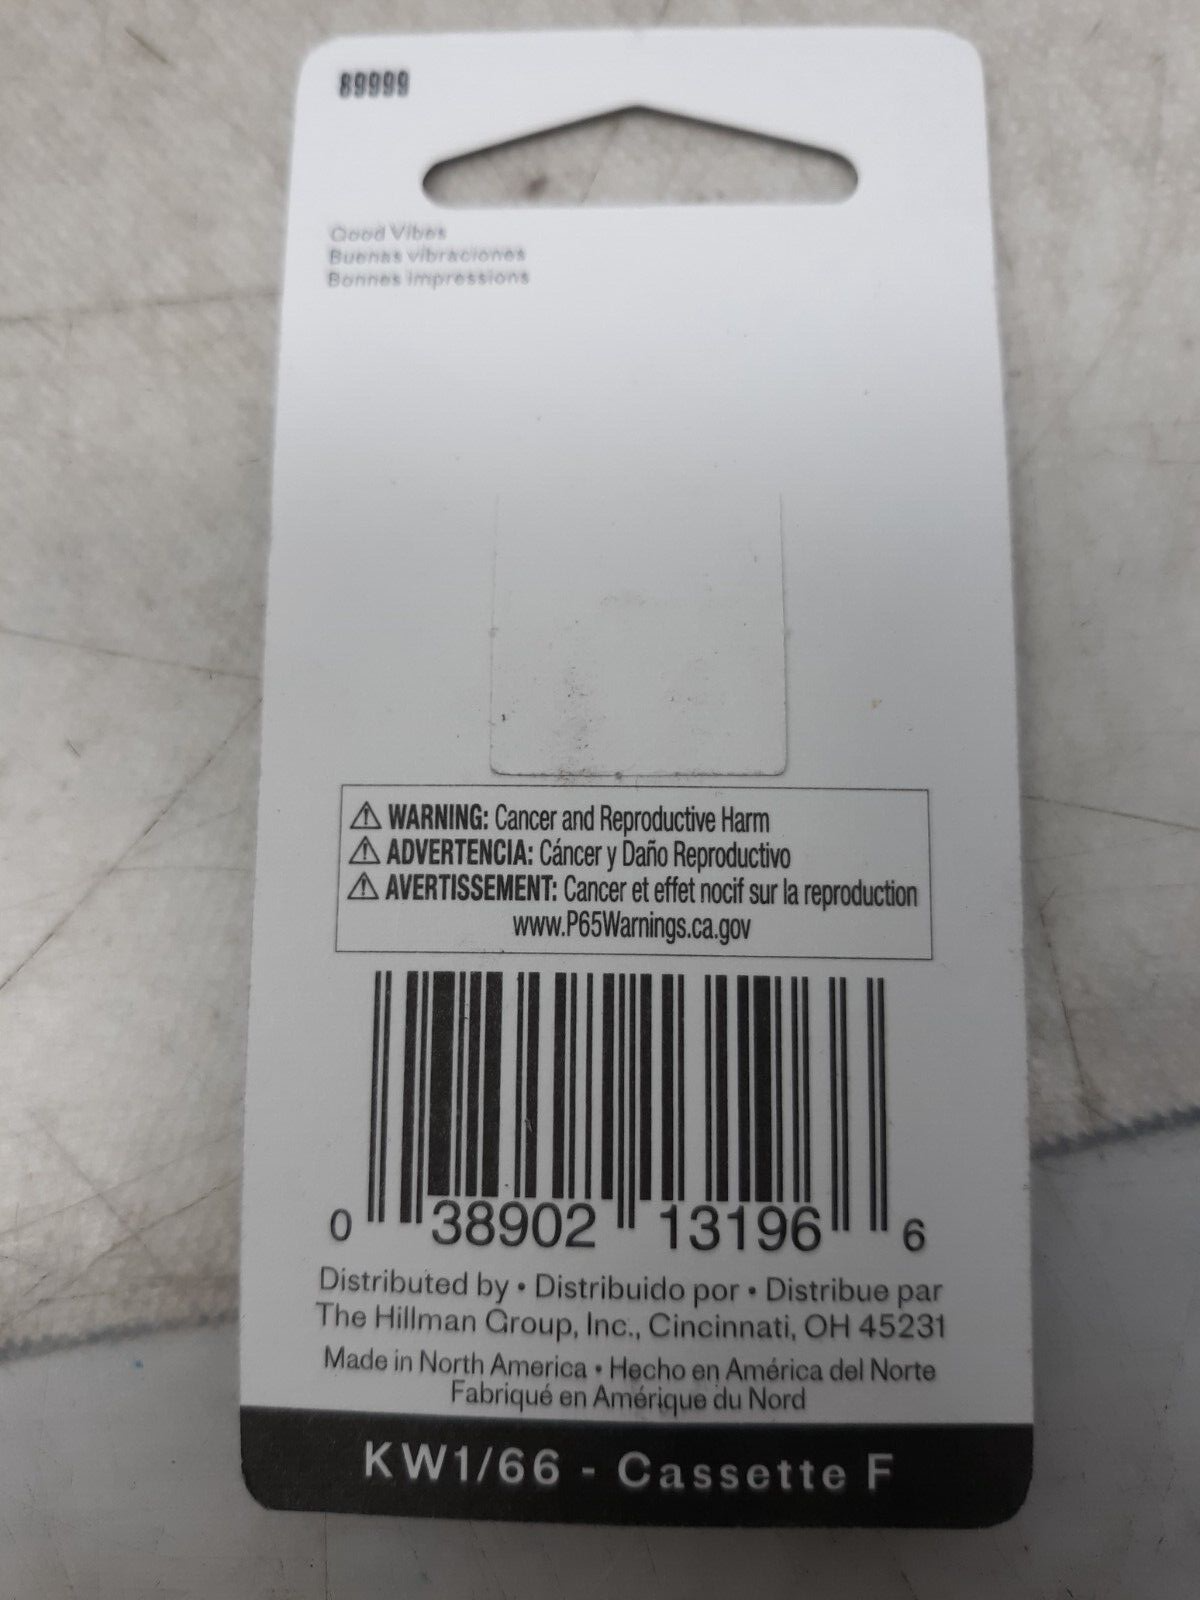 89999
Good Vibes
Buenas vibraciones
Bonnes impressions
⚠ WARNING: Cancer and Reproductive Harm
⚠ ADVERTENCIA: Cáncer y Daño Reproductivo
⚠ AVERTISSEMENT: Cancer et effet nocif sur la reproduction
www.P65Warnings.ca.gov
0 38902 13196 6
Distributed by • Distribuido por • Distribue par
The Hillman Group, Inc., Cincinnati, OH 45231
Made in North America • Hecho en América del Norte
Fabriqué en Amérique du Nord
KW1/66 - Cassette F